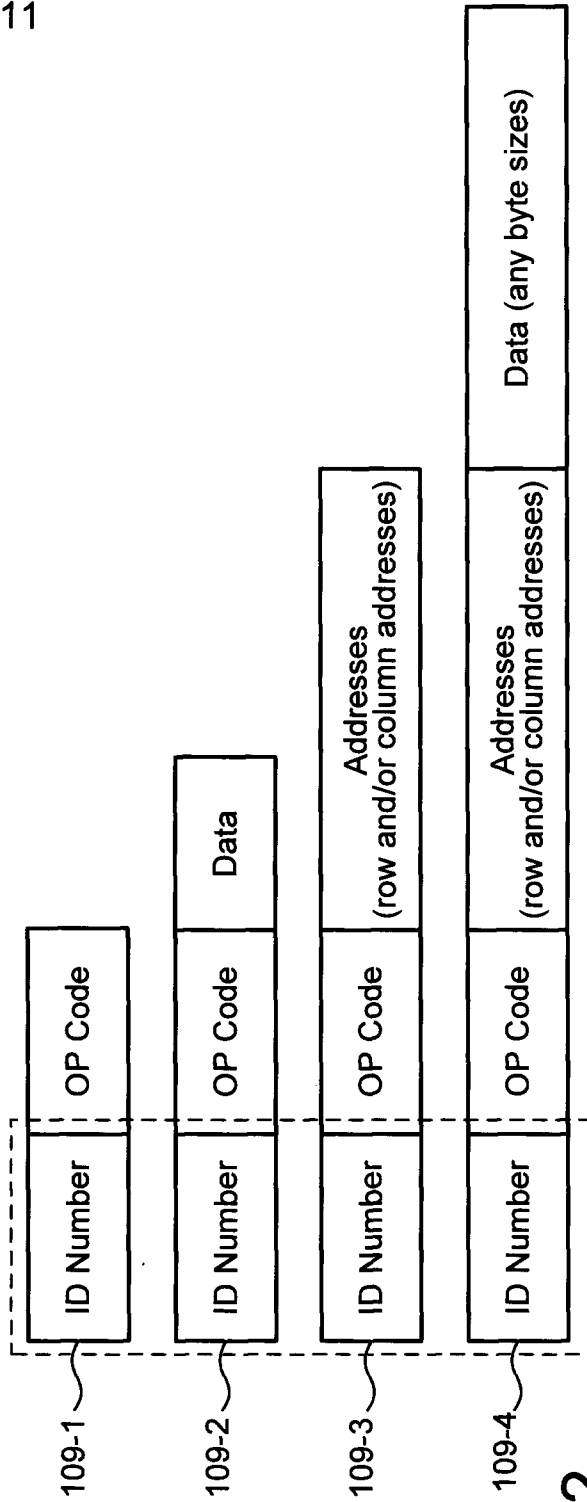 11
109-1
ID Number
OP Code
109-2
ID Number
OP Code
Data
109-3
ID Number
OP Code
Addresses
(row and/or column addresses)
109-4
ID Number
OP Code
Addresses
(row and/or column addresses)
Data (any byte sizes)
2